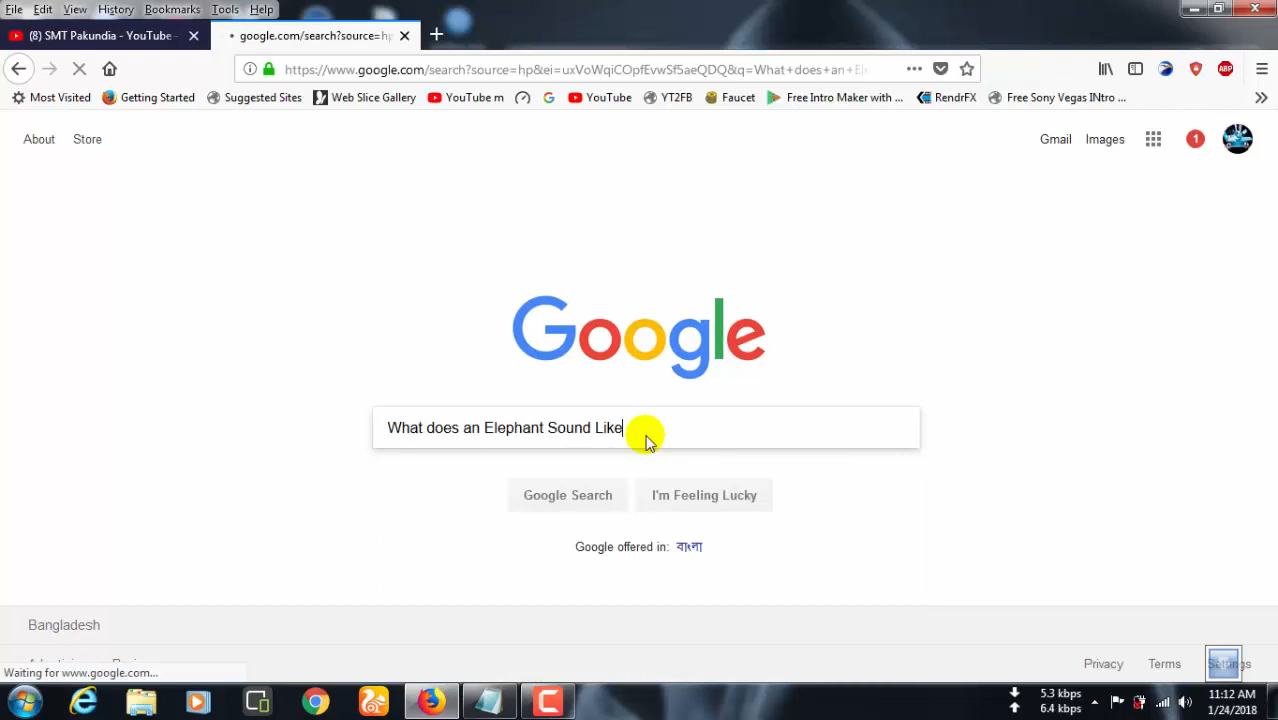 File Edit View History Bookmarks Tools Help
(8) SMT Pakundia - YouTube
google.com/search?source=hp
https://www.google.com/search?source=hp&ei=uxVoWqiCOpfEvwSf5aeQDQ&q=What+does+an+El
Most Visited Getting Started Suggested Sites Web Slice Gallery YouTube m YouTube YT2FB Faucet Free Intro Maker with ... RendrFX Free Sony Vegas INtro ...
About Store Gmail Images 1
Google
What does an Elephant Sound Like
Google Search I'm Feeling Lucky
Google offered in: বাংলা
Bangladesh
Privacy Terms Settings
Waiting for www.google.com...
5.3 kbps
6.4 kbps
11:12 AM
1/24/2018